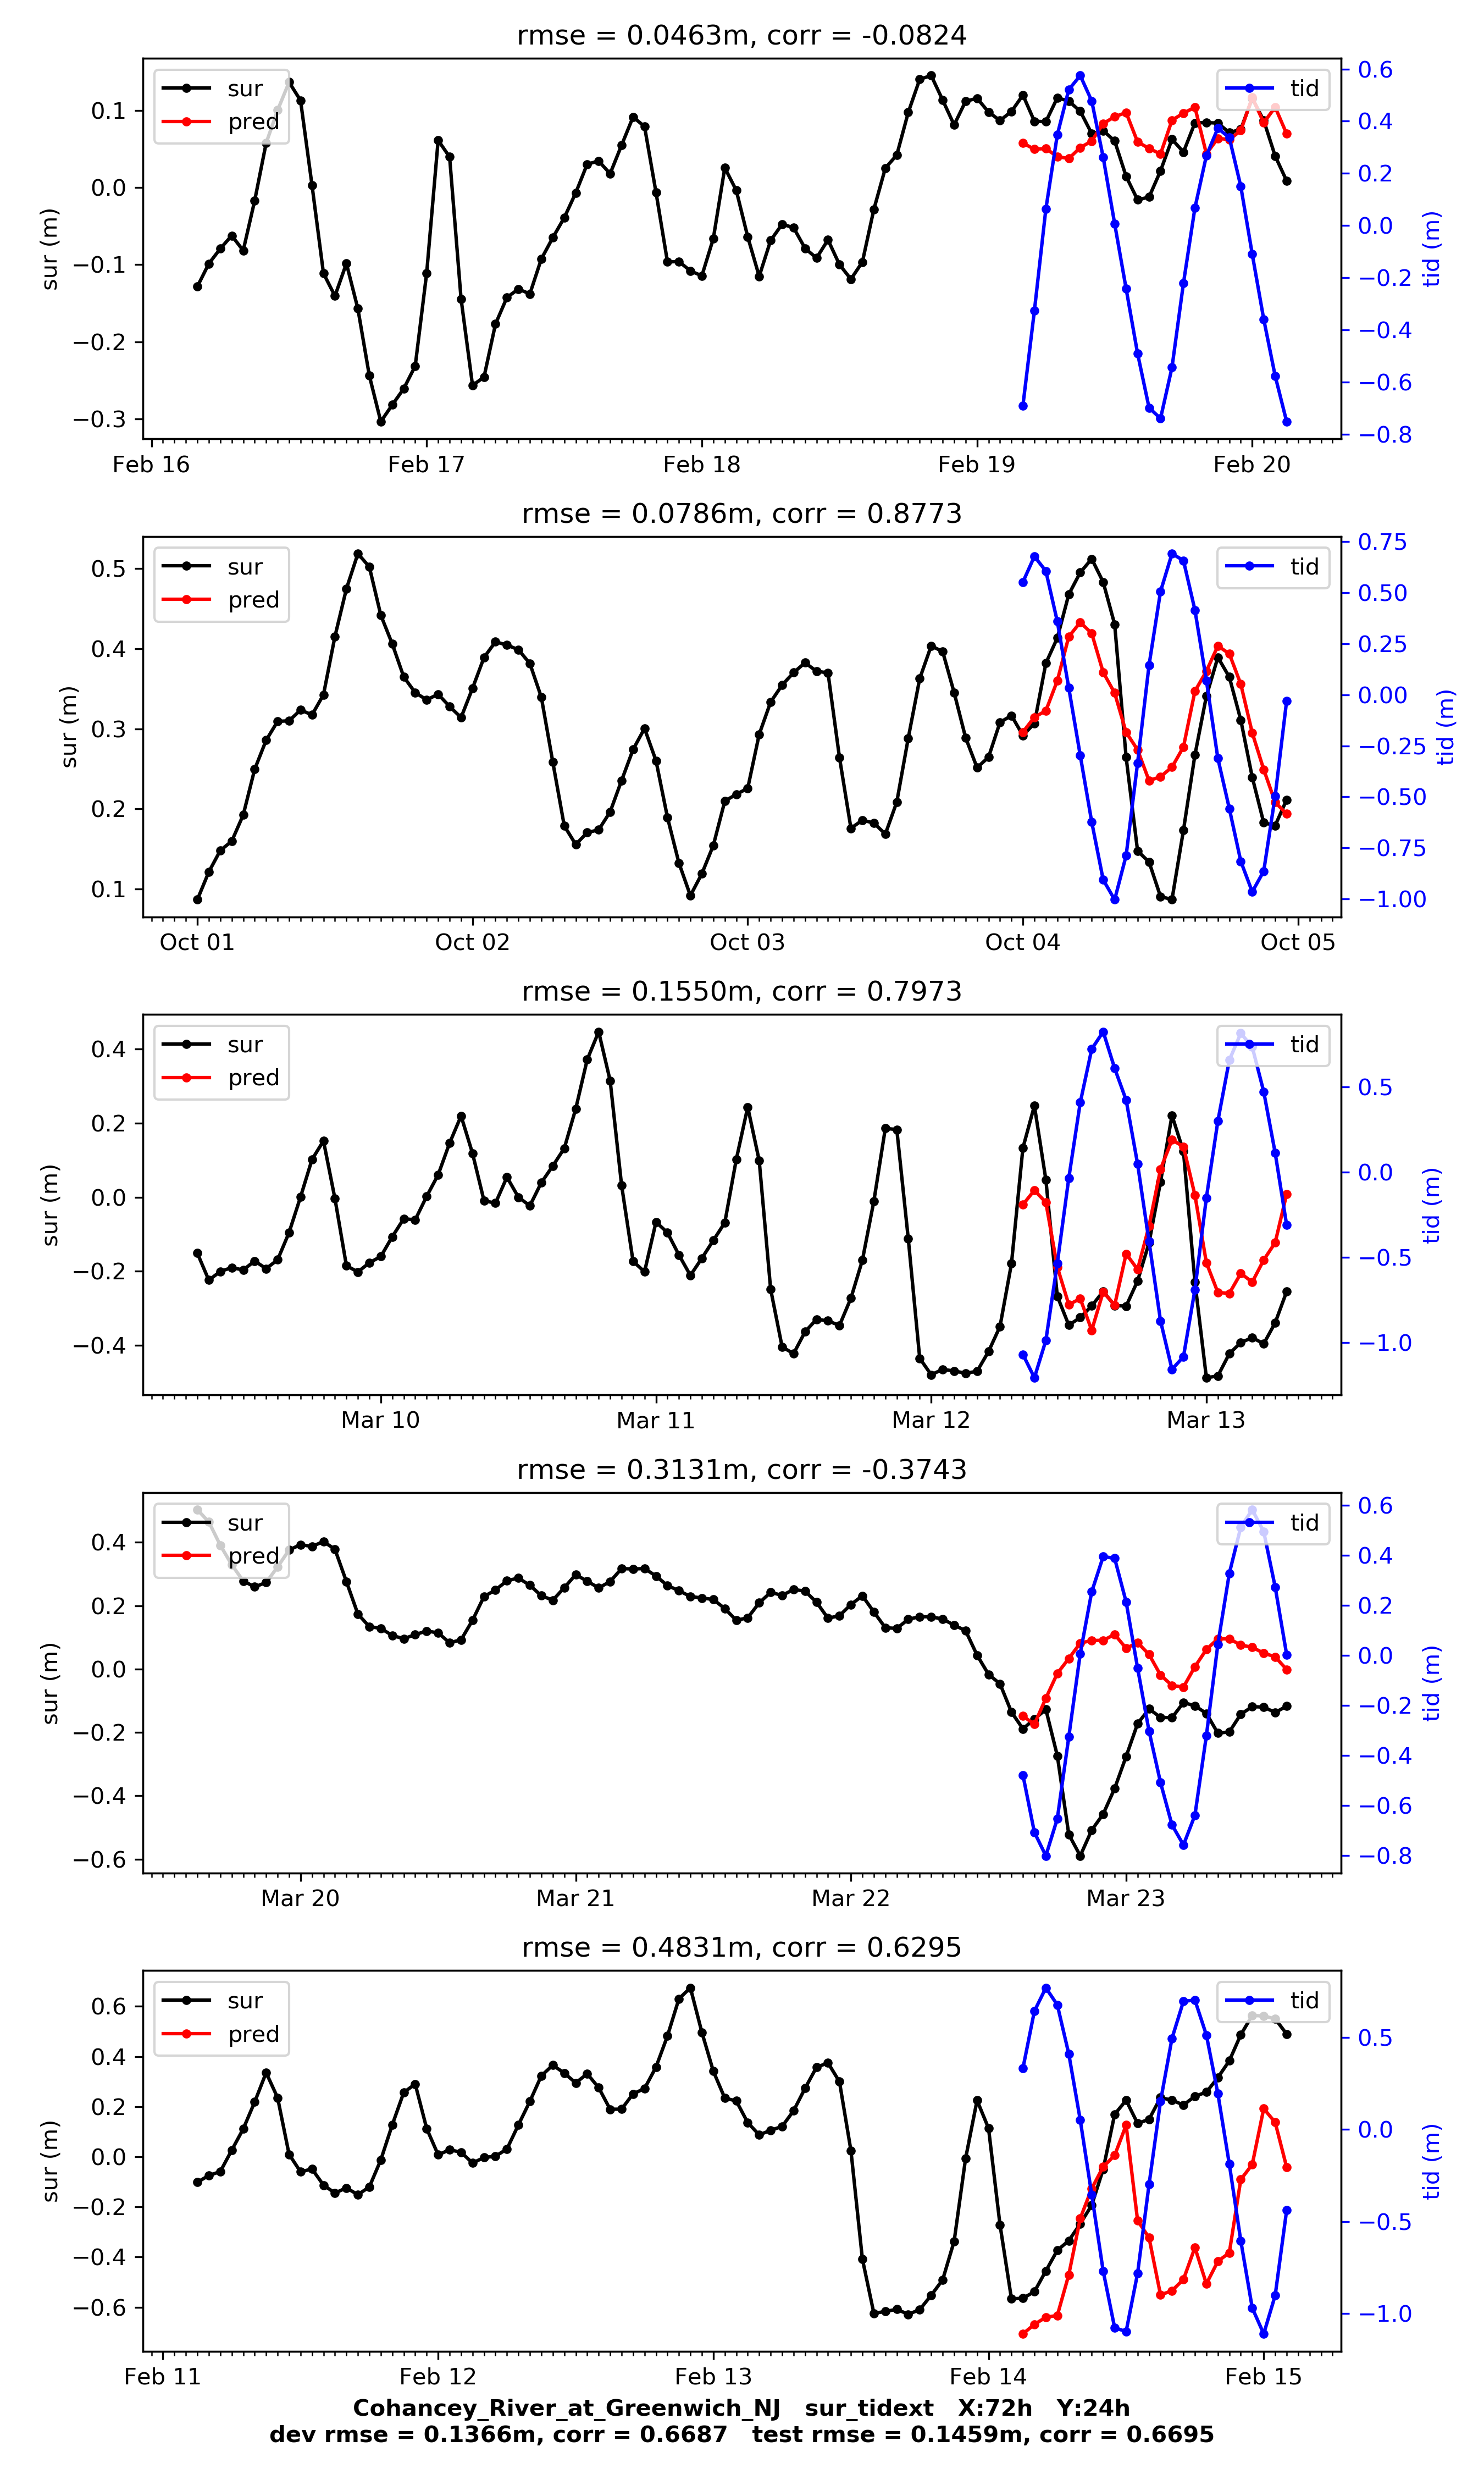 rmse = 0.0463m, corr = -0.0824
sur
pred
tid
0.1
0.0
−0.1
−0.2
−0.3
sur (m)
0.6
0.4
0.2
0.0
−0.2
−0.4
−0.6
−0.8
tid (m)
Feb 16 Feb 17 Feb 18 Feb 19 Feb 20
rmse = 0.0786m, corr = 0.8773
sur
pred
tid
0.5
0.4
0.3
0.2
0.1
sur (m)
0.75
0.50
0.25
0.00
−0.25
−0.50
−0.75
−1.00
tid (m)
Oct 01 Oct 02 Oct 03 Oct 04 Oct 05
rmse = 0.1550m, corr = 0.7973
sur
pred
tid
0.4
0.2
0.0
−0.2
−0.4
sur (m)
0.5
0.0
−0.5
−1.0
tid (m)
Mar 10 Mar 11 Mar 12 Mar 13
rmse = 0.3131m, corr = -0.3743
sur
pred
tid
0.4
0.2
0.0
−0.2
−0.4
−0.6
sur (m)
0.6
0.4
0.2
0.0
−0.2
−0.4
−0.6
−0.8
tid (m)
Mar 20 Mar 21 Mar 22 Mar 23
rmse = 0.4831m, corr = 0.6295
sur
pred
tid
0.6
0.4
0.2
0.0
−0.2
−0.4
−0.6
sur (m)
0.5
0.0
−0.5
−1.0
tid (m)
Feb 11 Feb 12 Feb 13 Feb 14 Feb 15
Cohancey_River_at_Greenwich_NJ sur_tidext X:72h Y:24h
dev rmse = 0.1366m, corr = 0.6687 test rmse = 0.1459m, corr = 0.6695